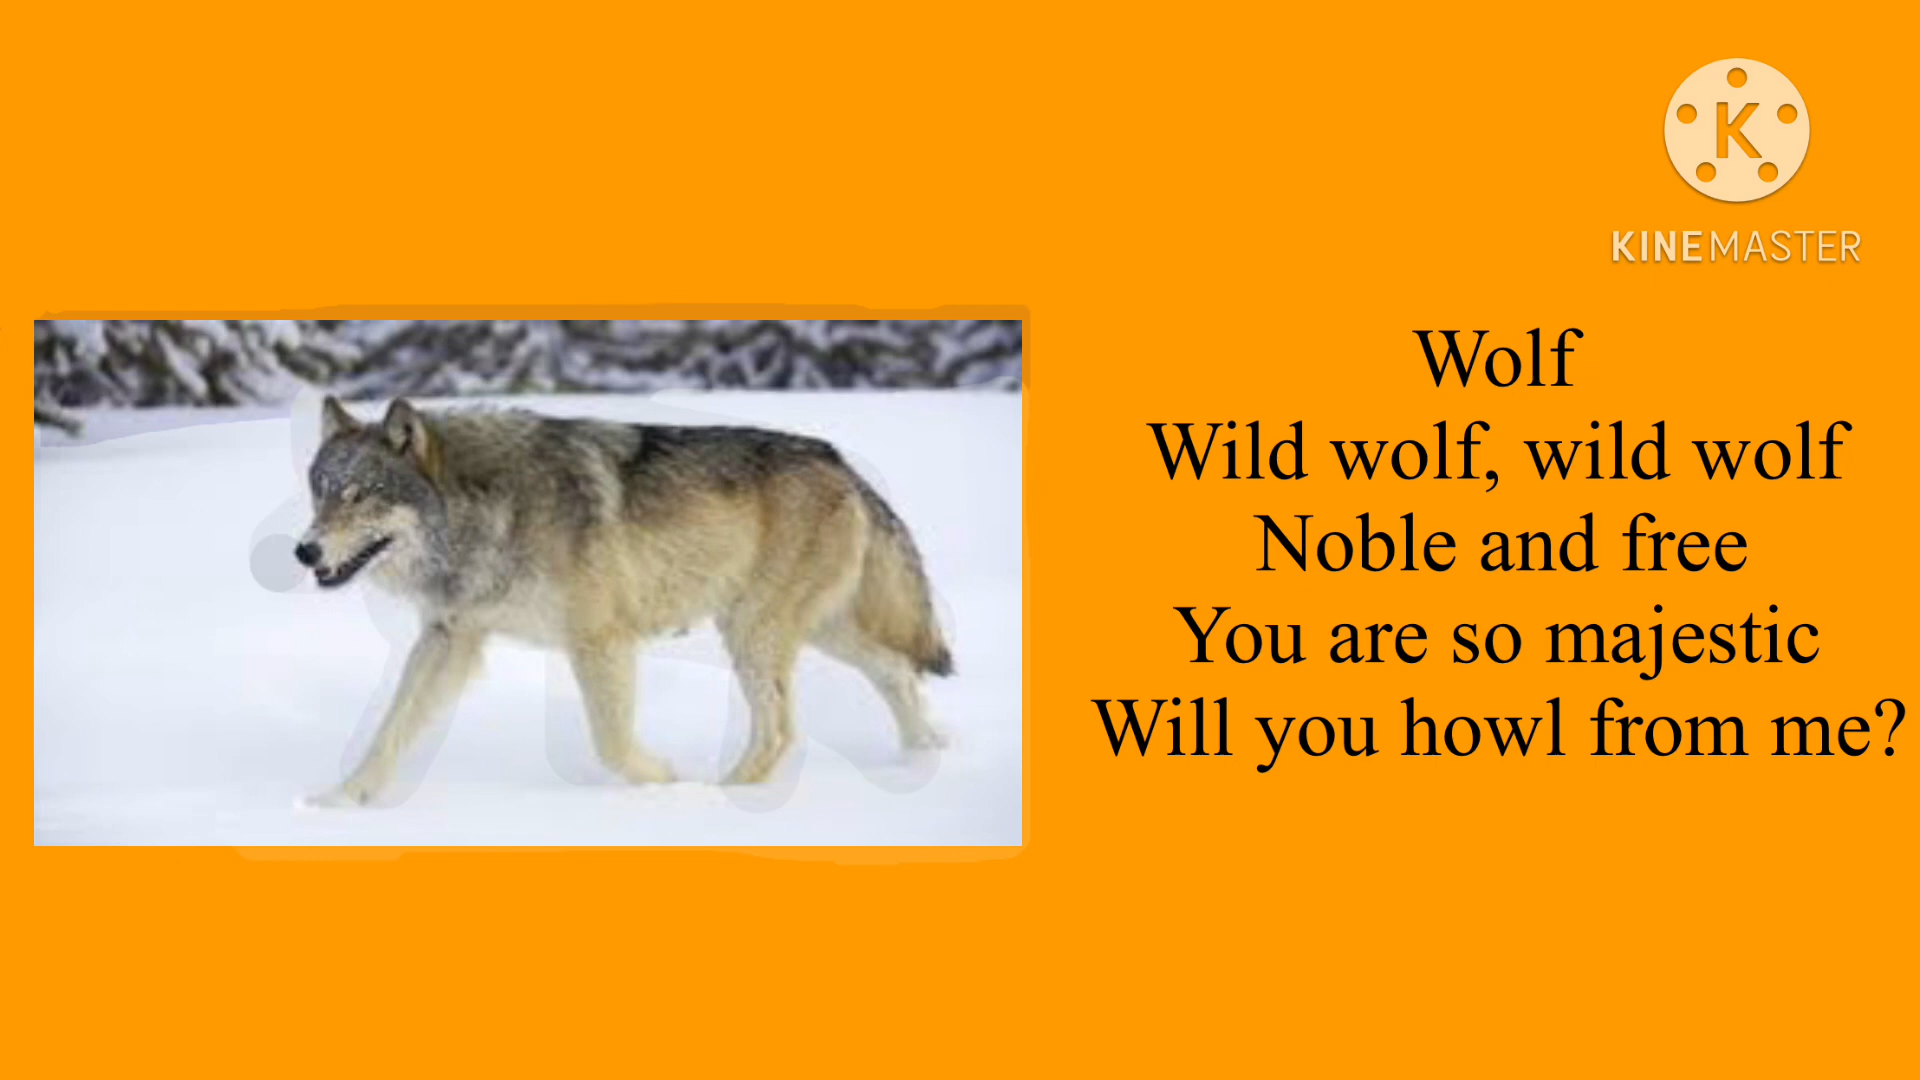 K
KINEMASTER
Wolf
Wild wolf, wild wolf
Noble and free
You are so majestic
Will you howl from me?